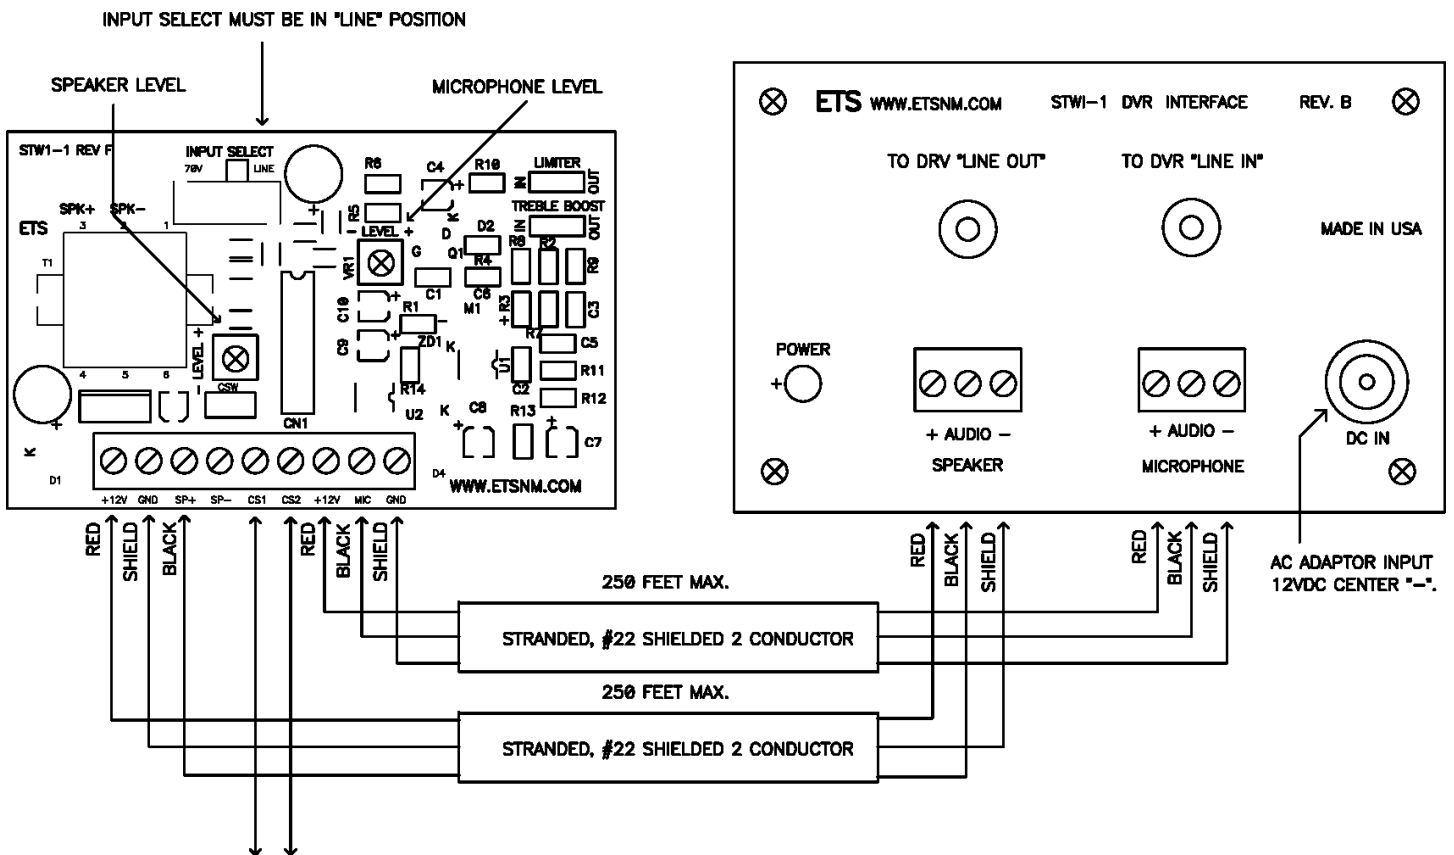 INPUT SELECT MUST BE IN "LINE" POSITION
SPEAKER LEVEL
MICROPHONE LEVEL
STW1-1 REV F
INPUT SELECT
70V
LINE
SPK+ SPK-
ETS
3 2 1
T1
4 5 6
- LEVEL +
CSW
K
D1
R6
C4
+
K
R10
LIMITER
IN
OUT
R5
- LEVEL +
VR1
D
G
D2
Q1
TREBLE BOOST
IN
OUT
R8
R2
R9
R4
C1
C6
M1
C10
C9
R1
ZD1
K
+ R3
R7
C3
C5
U1
C2
R11
R12
R14
U2
K
C8
R13
C7
CN1
D4
WWW.ETSNM.COM
+12V GND SP+ SP- CS1 CS2 +12V MIC GND
RED
SHIELD
BLACK
RED
BLACK
SHIELD
ETS WWW.ETSNM.COM STWI-1 DVR INTERFACE REV. B
TO DRV "LINE OUT"
TO DVR "LINE IN"
MADE IN USA
POWER
+
+ AUDIO -
SPEAKER
+ AUDIO -
MICROPHONE
DC IN
RED
BLACK
SHIELD
RED
BLACK
SHIELD
AC ADAPTOR INPUT
12VDC CENTER "-".
250 FEET MAX.
STRANDED, #22 SHIELDED 2 CONDUCTOR
250 FEET MAX.
STRANDED, #22 SHIELDED 2 CONDUCTOR